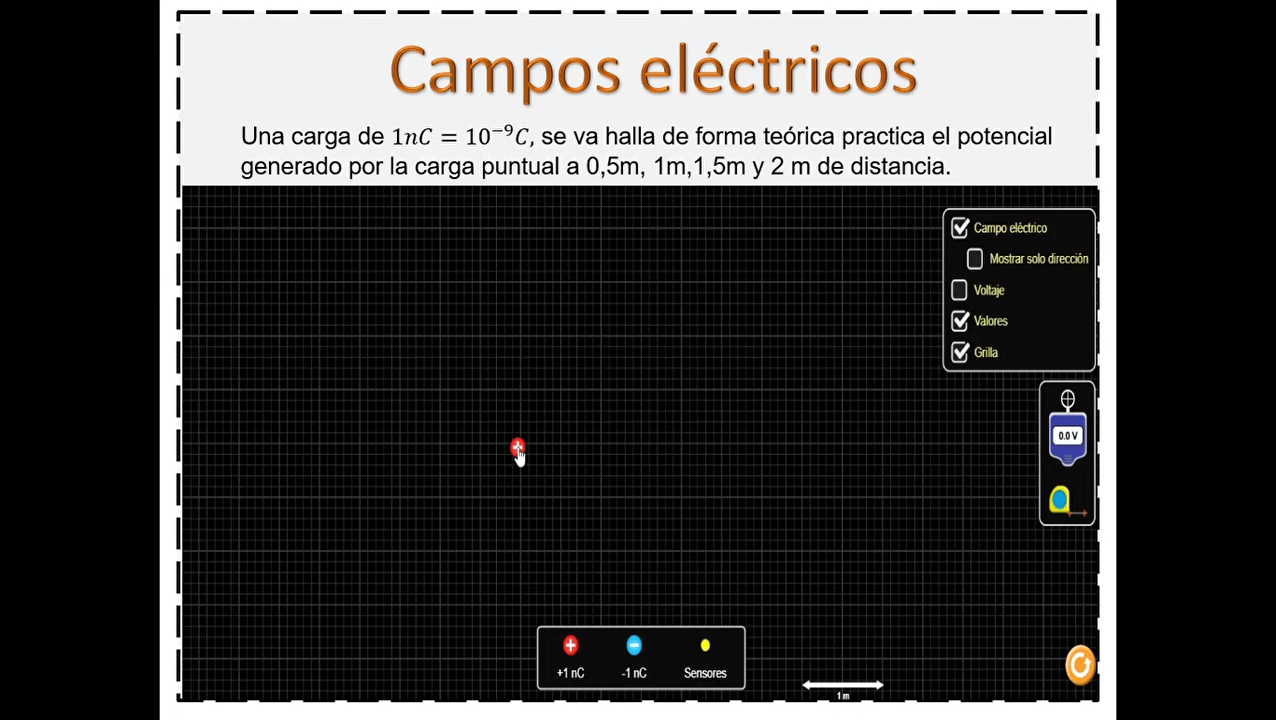 Campos eléctricos
Una carga de 1nC = 10⁻⁹C, se va halla de forma teórica practica el potencial
generado por la carga puntual a 0,5m, 1m,1,5m y 2 m de distancia.
Campo eléctrico
Mostrar solo dirección
Voltaje
Valores
Grilla
0.0 V
+1 nC
-1 nC
Sensores
1 m